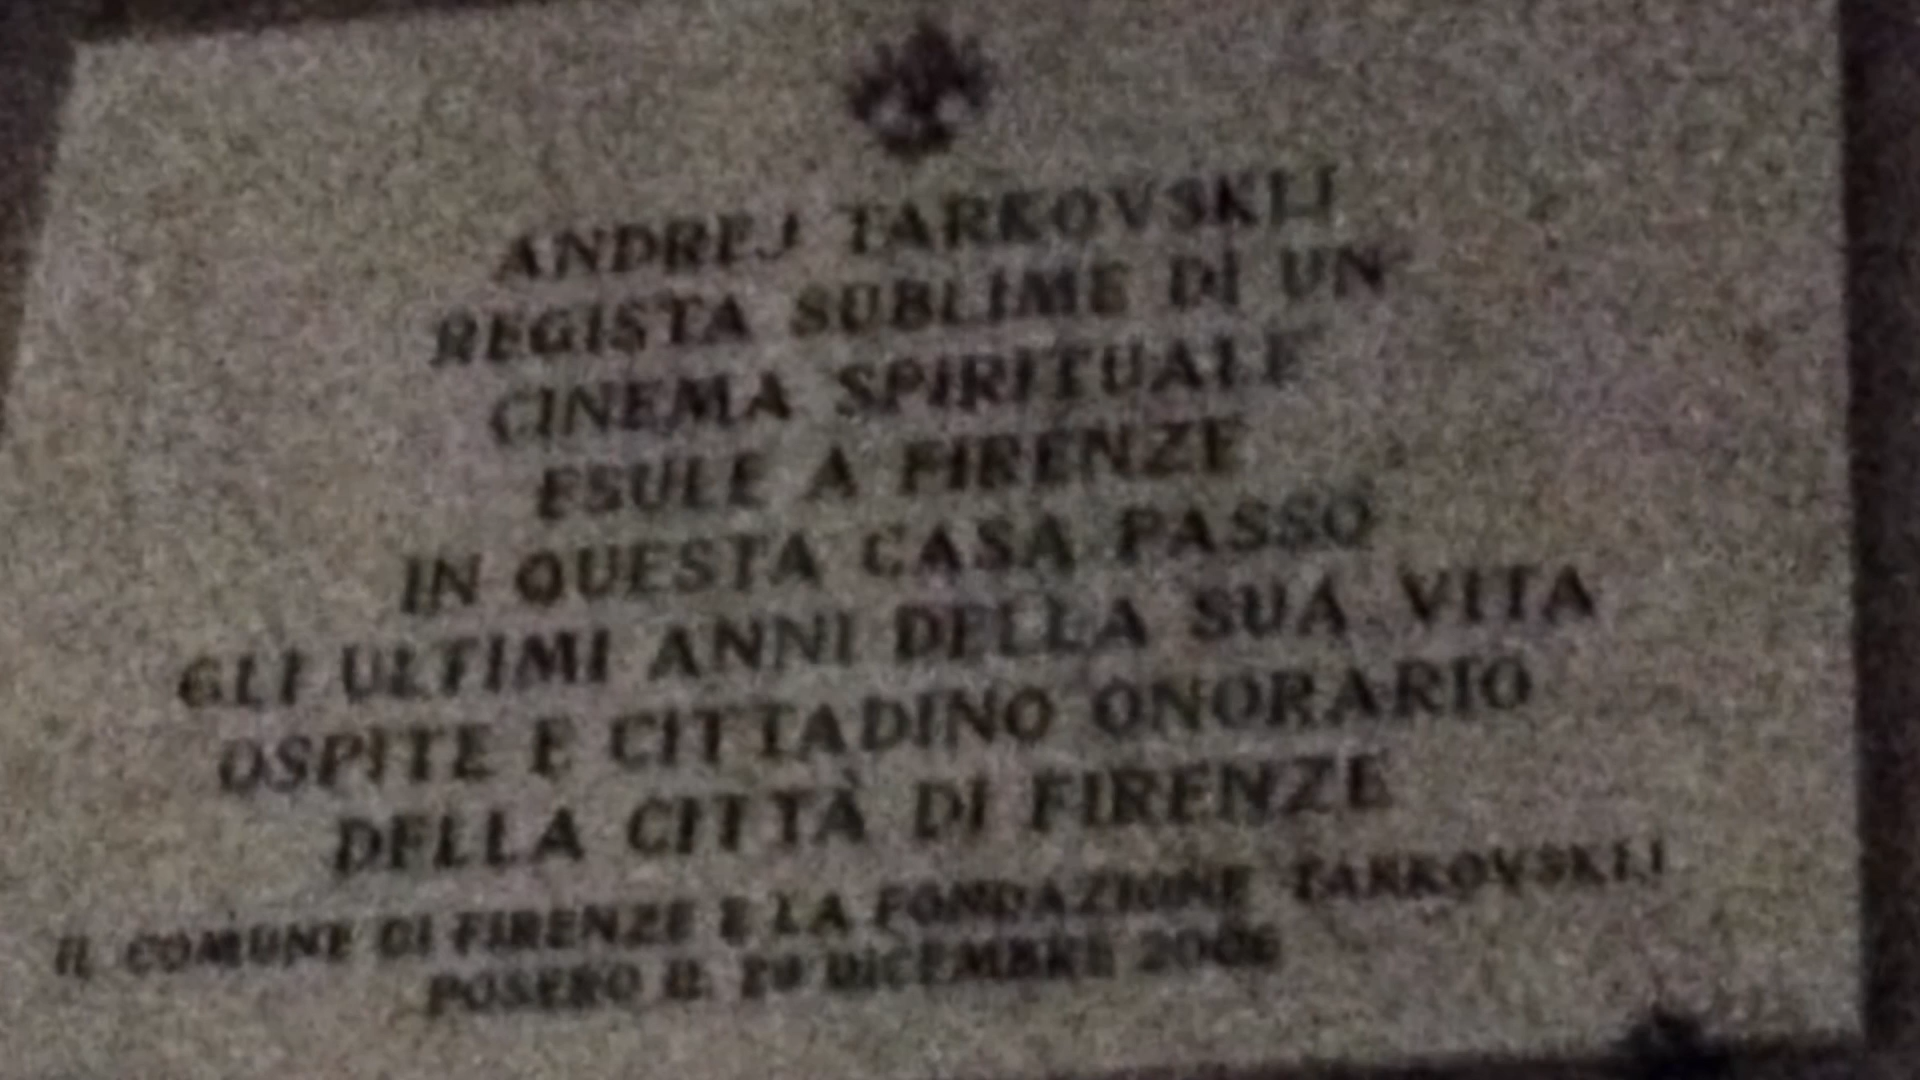 ANDREJ TARKOVSKIJ
REGISTA SUBLIME DI UN
CINEMA SPIRITUALE
ESULE A FIRENZE
IN QUESTA CASA PASSÒ
GLI ULTIMI ANNI DELLA SUA VITA
OSPITE E CITTADINO ONORARIO
DELLA CITTÀ DI FIRENZE
IL COMUNE DI FIRENZE E LA FONDAZIONE TARKOVSKIJ
POSERO IL 29 DICEMBRE 2006